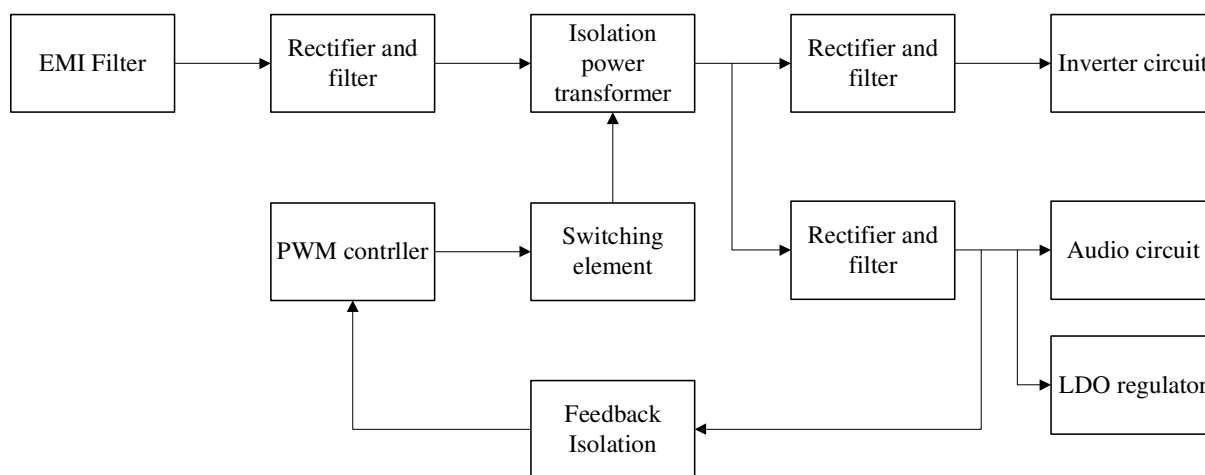 EMI Filter
Rectifier and
filter
Isolation
power
transformer
Rectifier and
filter
Inverter circuit
PWM contrller
Switching
element
Rectifier and
filter
Audio circuit
LDO regulator
Feedback
Isolation